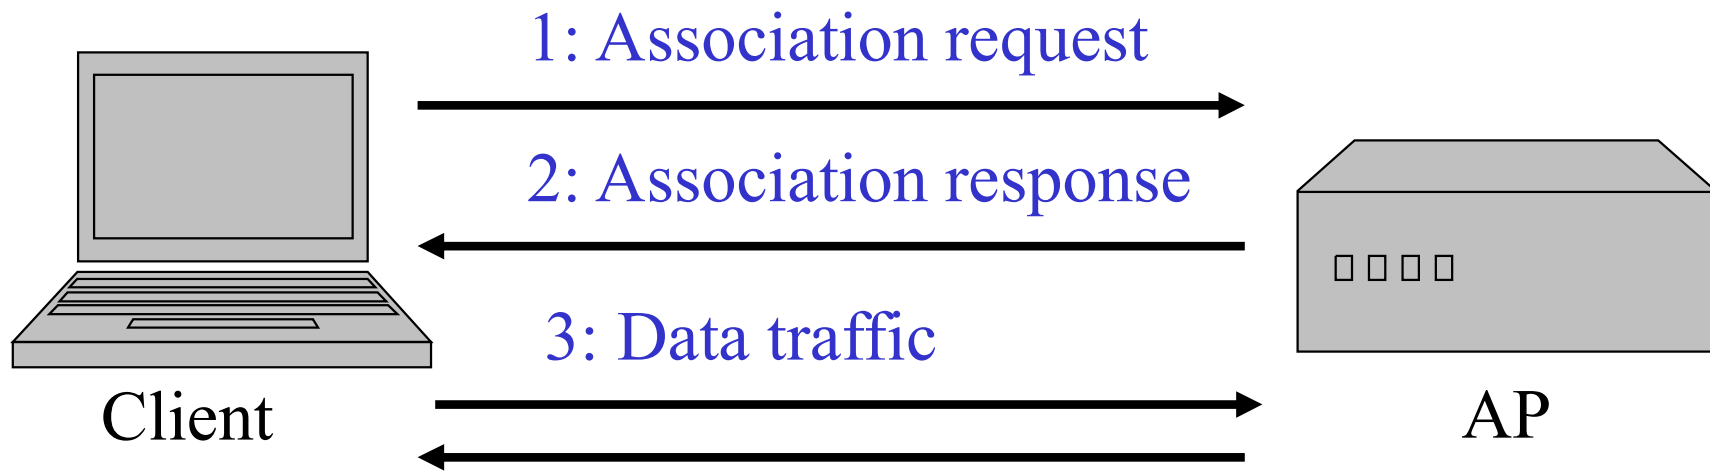 1: Association request
2: Association response
3: Data traffic
Client
AP